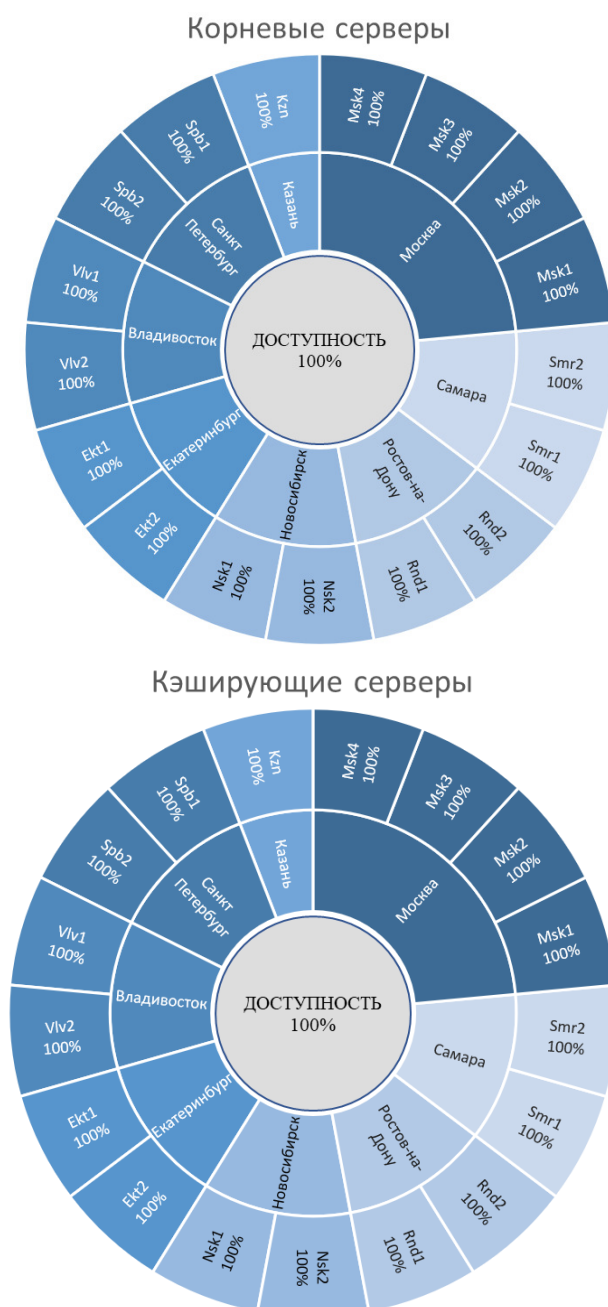 Корневые серверы
Msk4
100%
Msk3
100%
Msk2
100%
Msk1
100%
Москва
Smr2
100%
Smr1
100%
Самара
Rnd2
100%
Rnd1
100%
Ростов-на-
Дону
Nsk2
100%
Nsk1
100%
Новосибирск
Ekt2
100%
Ekt1
100%
Екатеринбург
Vlv2
100%
Vlv1
100%
Владивосток
Spb2
100%
Spb1
100%
Санкт
Петербург
Kzn
100%
Казань
ДОСТУПНОСТЬ
100%
Кэширующие серверы
Msk4
100%
Msk3
100%
Msk2
100%
Msk1
100%
Москва
Smr2
100%
Smr1
100%
Самара
Rnd2
100%
Rnd1
100%
Ростов-на-
Дону
Nsk2
100%
Nsk1
100%
Новосибирск
Ekt2
100%
Ekt1
100%
Екатеринбург
Vlv2
100%
Vlv1
100%
Владивосток
Spb2
100%
Spb1
100%
Санкт
Петербург
Kzn
100%
Казань
ДОСТУПНОСТЬ
100%